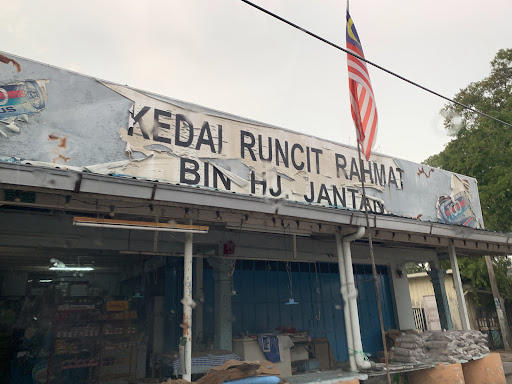 KEDAI RUNCIT RAHMAT
BIN HJ. JANTAN